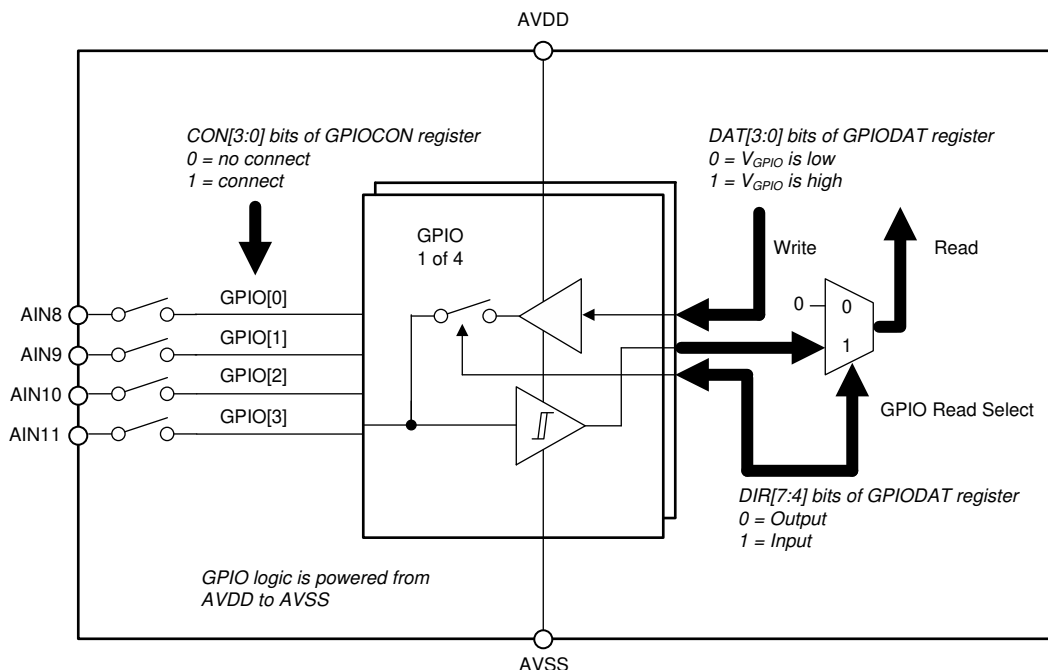 AVDD
CON[3:0] bits of GPIOCON register
0 = no connect
1 = connect
DAT[3:0] bits of GPIODAT register
0 = VGPIO is low
1 = VGPIO is high
GPIO
1 of 4
Write
Read
AIN8
GPIO[0]
0
0
AIN9
GPIO[1]
1
AIN10
GPIO[2]
AIN11
GPIO[3]
GPIO Read Select
DIR[7:4] bits of GPIODAT register
0 = Output
1 = Input
GPIO logic is powered from
AVDD to AVSS
AVSS